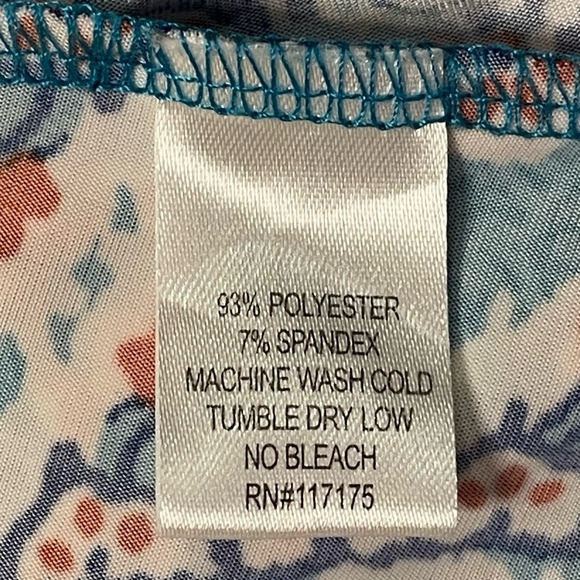 93% POLYESTER
7% SPANDEX
MACHINE WASH COLD
TUMBLE DRY LOW
NO BLEACH
RN#117175